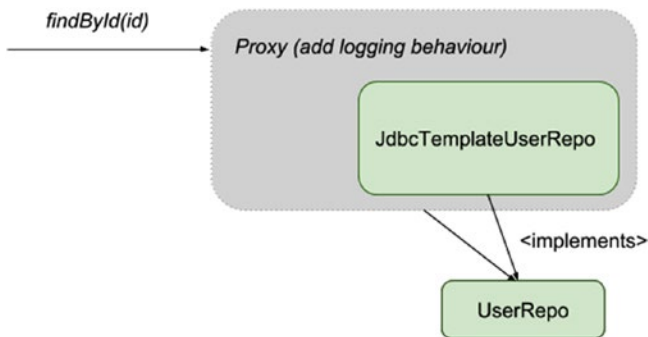 findById(id)
Proxy (add logging behaviour)
JdbcTemplateUserRepo
<implements>
UserRepo